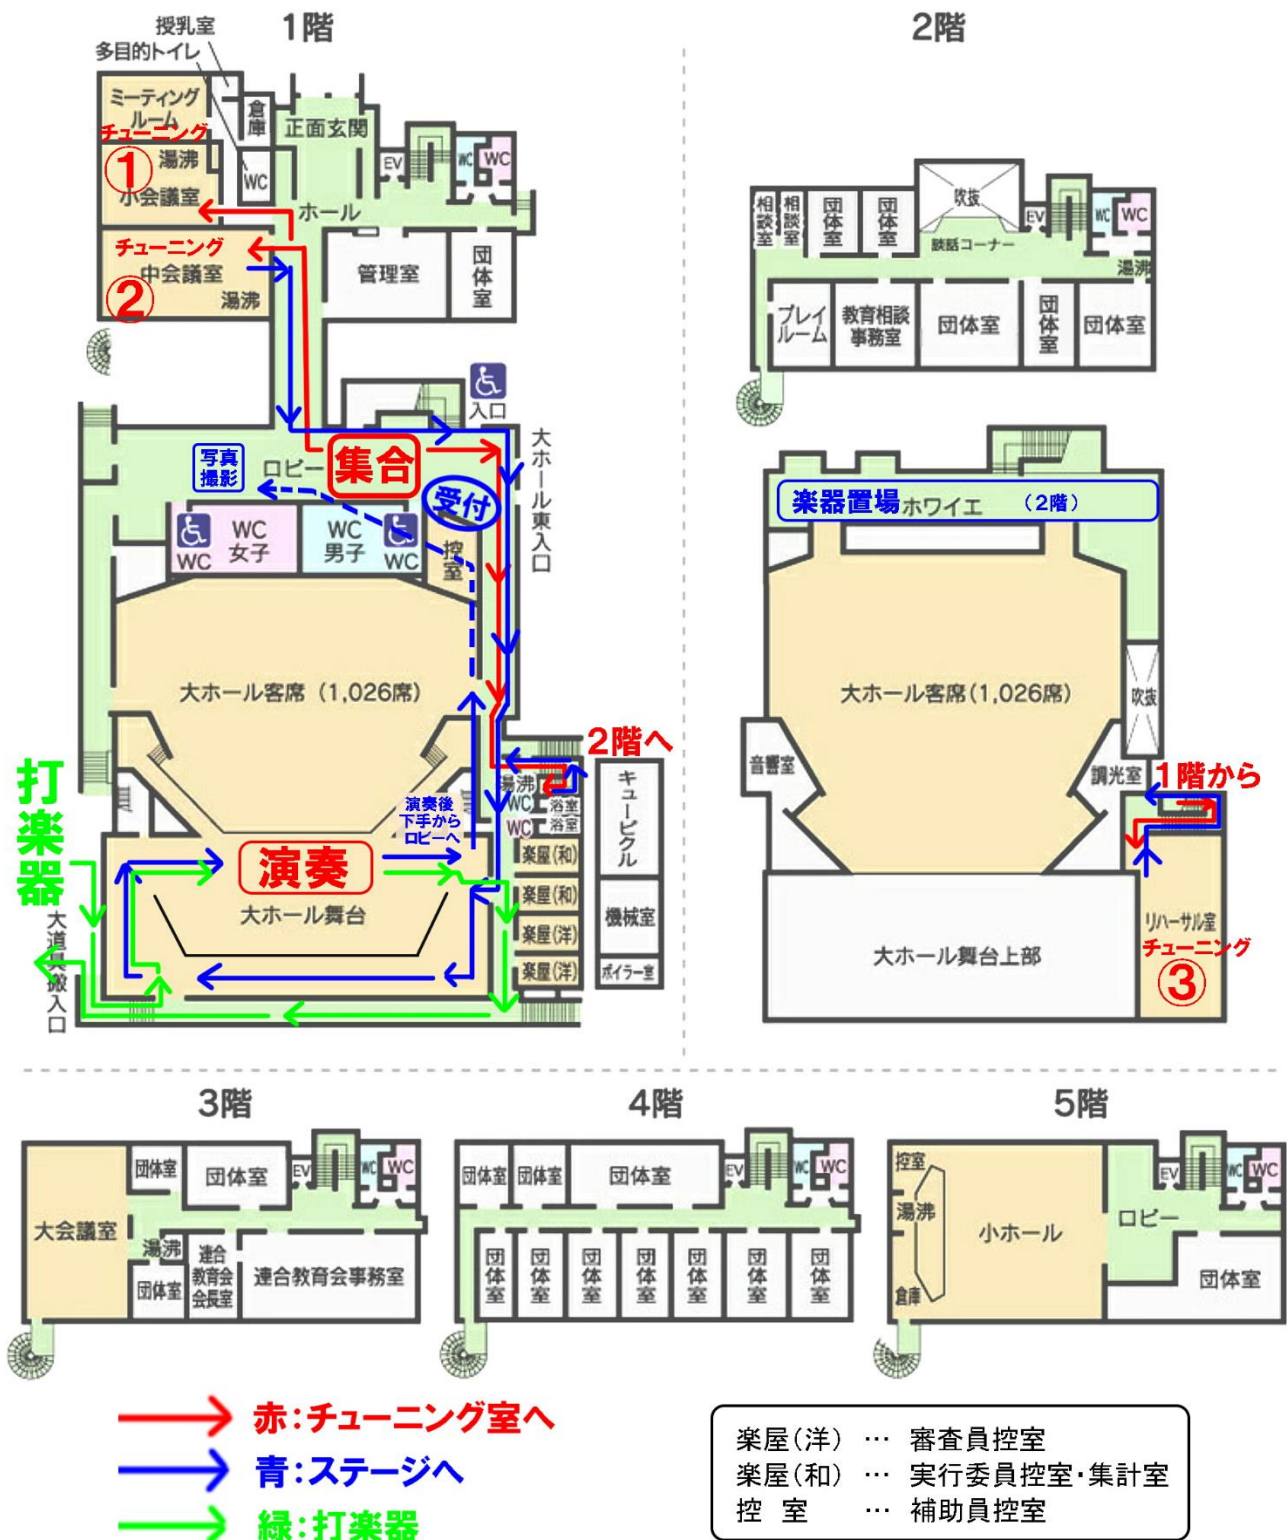 1階
授乳室
多目的トイレ
ミーティング
ルーム
倉庫
正面玄関
チューニング
①
湯沸
小会議室
WC
EV
WC
WC
ホール
チューニング
中会議室
②
湯沸
管理室
団体室
入口
写真
撮影
ロビー
集合
受付
大ホール東入口
WC
WC
女子
WC
男子
WC
控室
大ホール客席（1,026席）
2階へ
湯沸
WC
WC
浴室
浴室
キュービクル
打楽器
演奏後
下手から
ロビーへ
演奏
大ホール舞台
楽屋(和)
楽屋(和)
楽屋(洋)
楽屋(洋)
機械室
ボイラー室
大道具搬入口
2階
相談室
相談室
団体室
団体室
吹抜
EV
WC
WC
談話コーナー
湯沸
プレイ
ルーム
教育相談
事務室
団体室
団体室
団体室
楽器置場
ホワイエ
（2階）
大ホール客席(1,026席)
吹抜
音響室
調光室
1階から
大ホール舞台上部
リハーサル室
チューニング
③
3階
大会議室
団体室
団体室
EV
WC
WC
湯沸
団体室
連合
教育会
会長室
連合教育会事務室
4階
団体室
団体室
団体室
EV
WC
WC
団体室
団体室
団体室
団体室
団体室
団体室
団体室
5階
控室
湯沸
倉庫
小ホール
ロビー
EV
WC
WC
団体室
赤：チューニング室へ
青：ステージへ
緑：打楽器
楽屋(洋) … 審査員控室
楽屋(和) … 実行委員控室・集計室
控 室 … 補助員控室